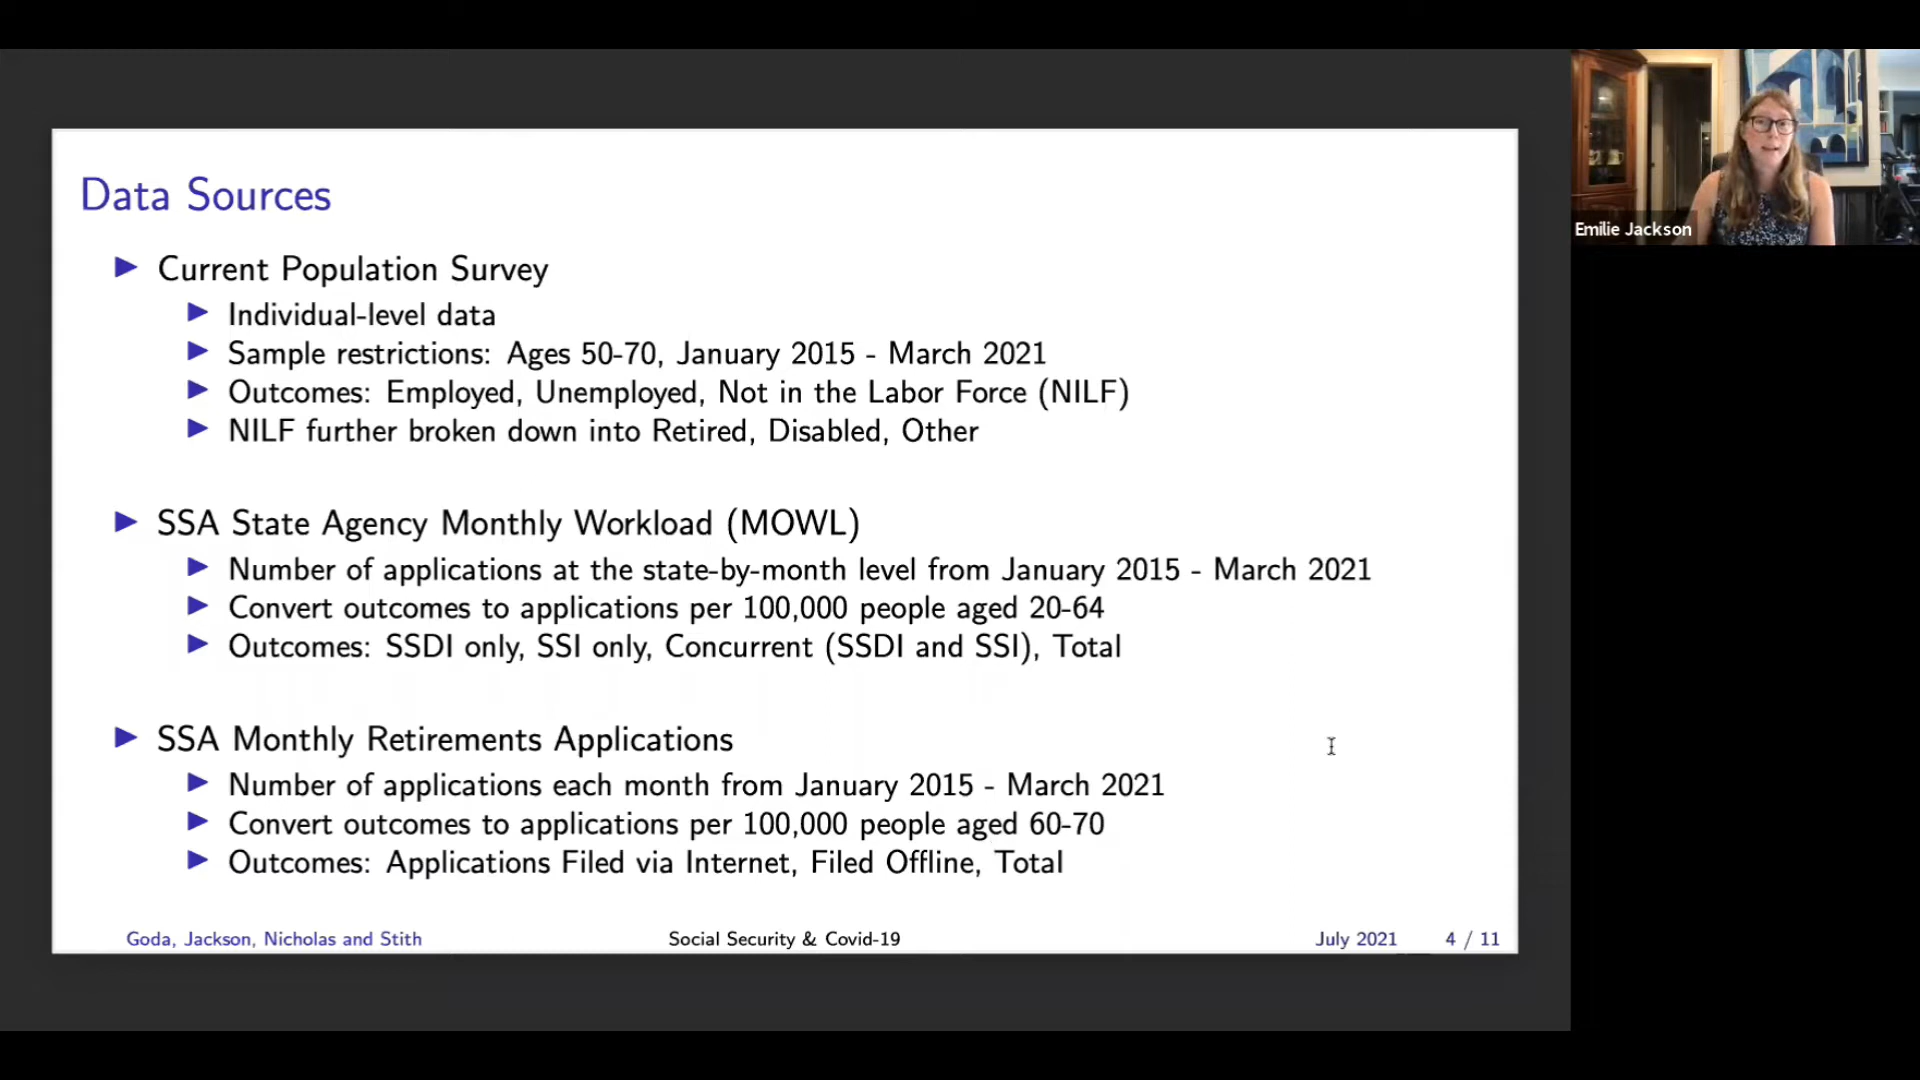 Data Sources
Current Population Survey
Individual-level data
Sample restrictions: Ages 50-70, January 2015 - March 2021
Outcomes: Employed, Unemployed, Not in the Labor Force (NILF)
NILF further broken down into Retired, Disabled, Other
SSA State Agency Monthly Workload (MOWL)
Number of applications at the state-by-month level from January 2015 - March 2021
Convert outcomes to applications per 100,000 people aged 20-64
Outcomes: SSDI only, SSI only, Concurrent (SSDI and SSI), Total
SSA Monthly Retirements Applications
Number of applications each month from January 2015 - March 2021
Convert outcomes to applications per 100,000 people aged 60-70
Outcomes: Applications Filed via Internet, Filed Offline, Total
Goda, Jackson, Nicholas and Stith Social Security & Covid-19 July 2021 4 / 11
Emilie Jackson